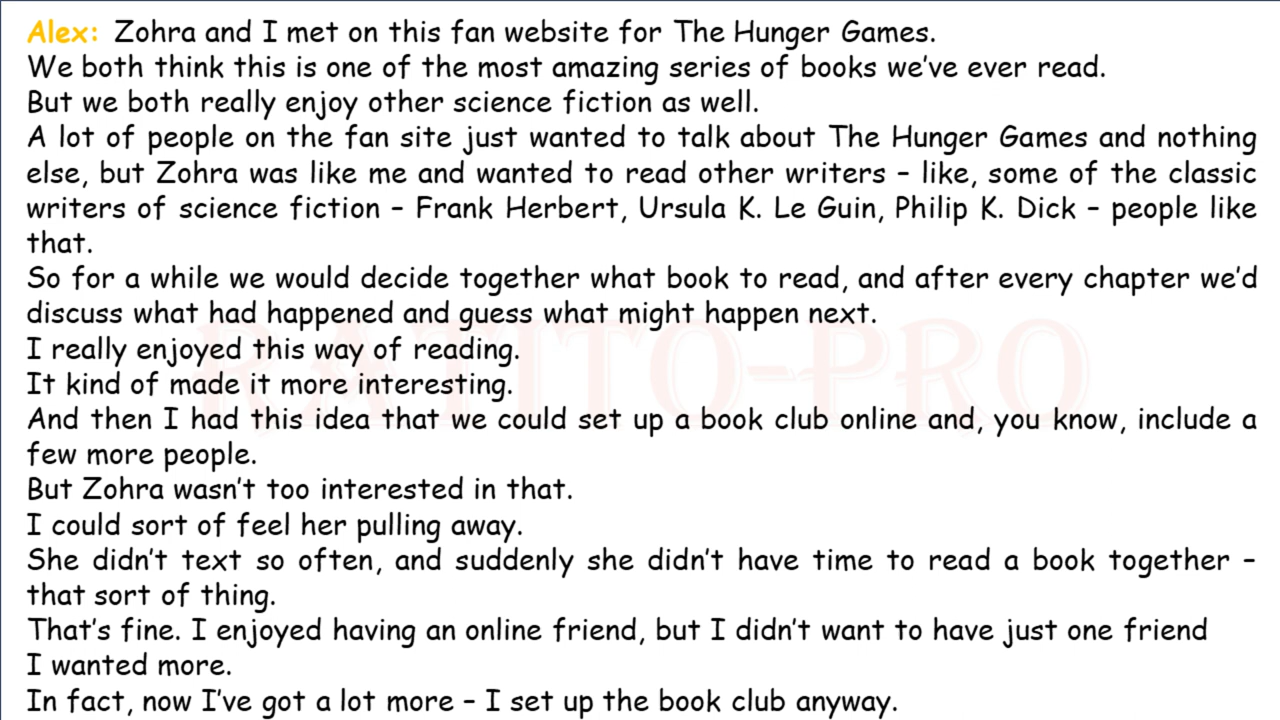 Alex: Zohra and I met on this fan website for The Hunger Games.
We both think this is one of the most amazing series of books we've ever read.
But we both really enjoy other science fiction as well.
A lot of people on the fan site just wanted to talk about The Hunger Games and nothing
else, but Zohra was like me and wanted to read other writers – like, some of the classic
writers of science fiction – Frank Herbert, Ursula K. Le Guin, Philip K. Dick – people like
that.
So for a while we would decide together what book to read, and after every chapter we'd
discuss what had happened and guess what might happen next.
I really enjoyed this way of reading.
It kind of made it more interesting.
And then I had this idea that we could set up a book club online and, you know, include a
few more people.
But Zohra wasn't too interested in that.
I could sort of feel her pulling away.
She didn't text so often, and suddenly she didn't have time to read a book together –
that sort of thing.
That's fine. I enjoyed having an online friend, but I didn't want to have just one friend
I wanted more.
In fact, now I've got a lot more – I set up the book club anyway.
RATITO-PRO